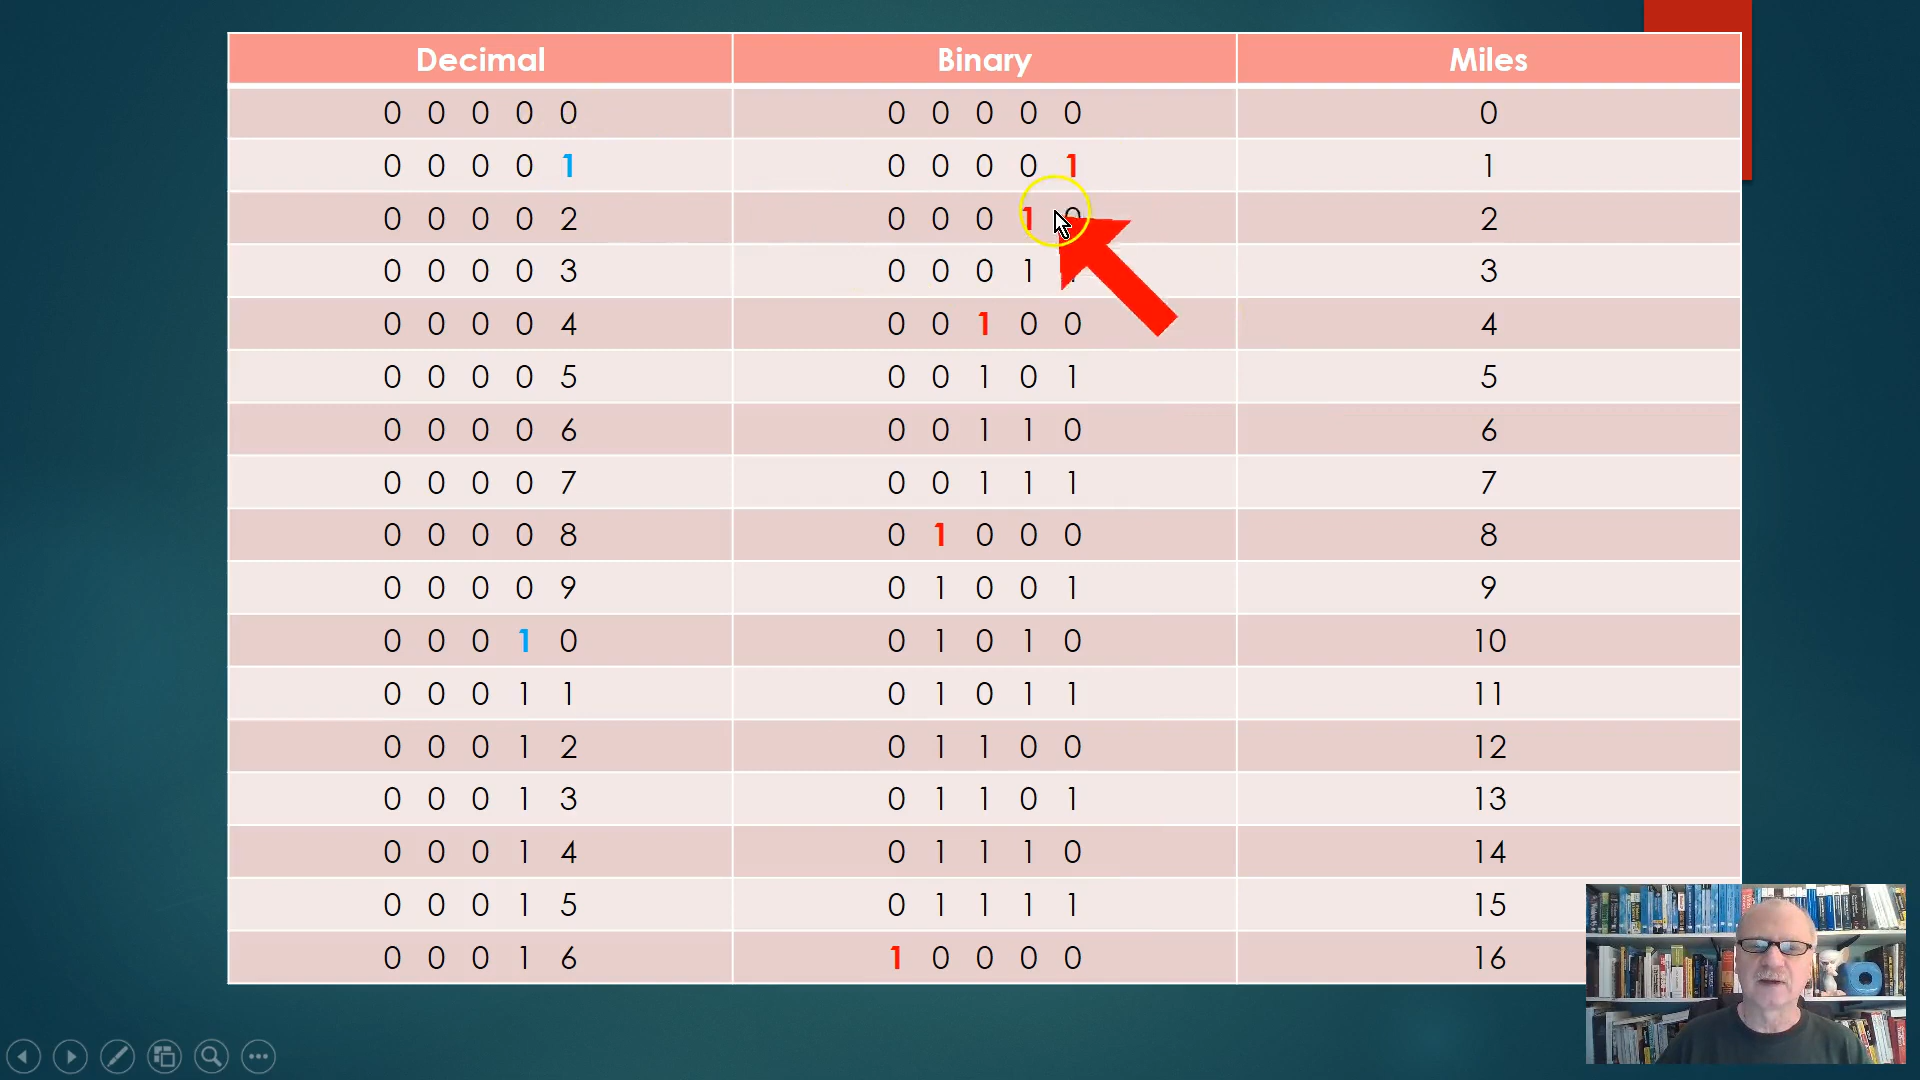 Decimal Binary Miles
0 0 0 0 0 0 0 0 0 0 0
0 0 0 0 1 0 0 0 0 1 1
0 0 0 0 2 0 0 0 1 0 2
0 0 0 0 3 0 0 0 1 1 3
0 0 0 0 4 0 0 1 0 0 4
0 0 0 0 5 0 0 1 0 1 5
0 0 0 0 6 0 0 1 1 0 6
0 0 0 0 7 0 0 1 1 1 7
0 0 0 0 8 0 1 0 0 0 8
0 0 0 0 9 0 1 0 0 1 9
0 0 0 1 0 0 1 0 1 0 10
0 0 0 1 1 0 1 0 1 1 11
0 0 0 1 2 0 1 1 0 0 12
0 0 0 1 3 0 1 1 0 1 13
0 0 0 1 4 0 1 1 1 0 14
0 0 0 1 5 0 1 1 1 1 15
0 0 0 1 6 1 0 0 0 0 16